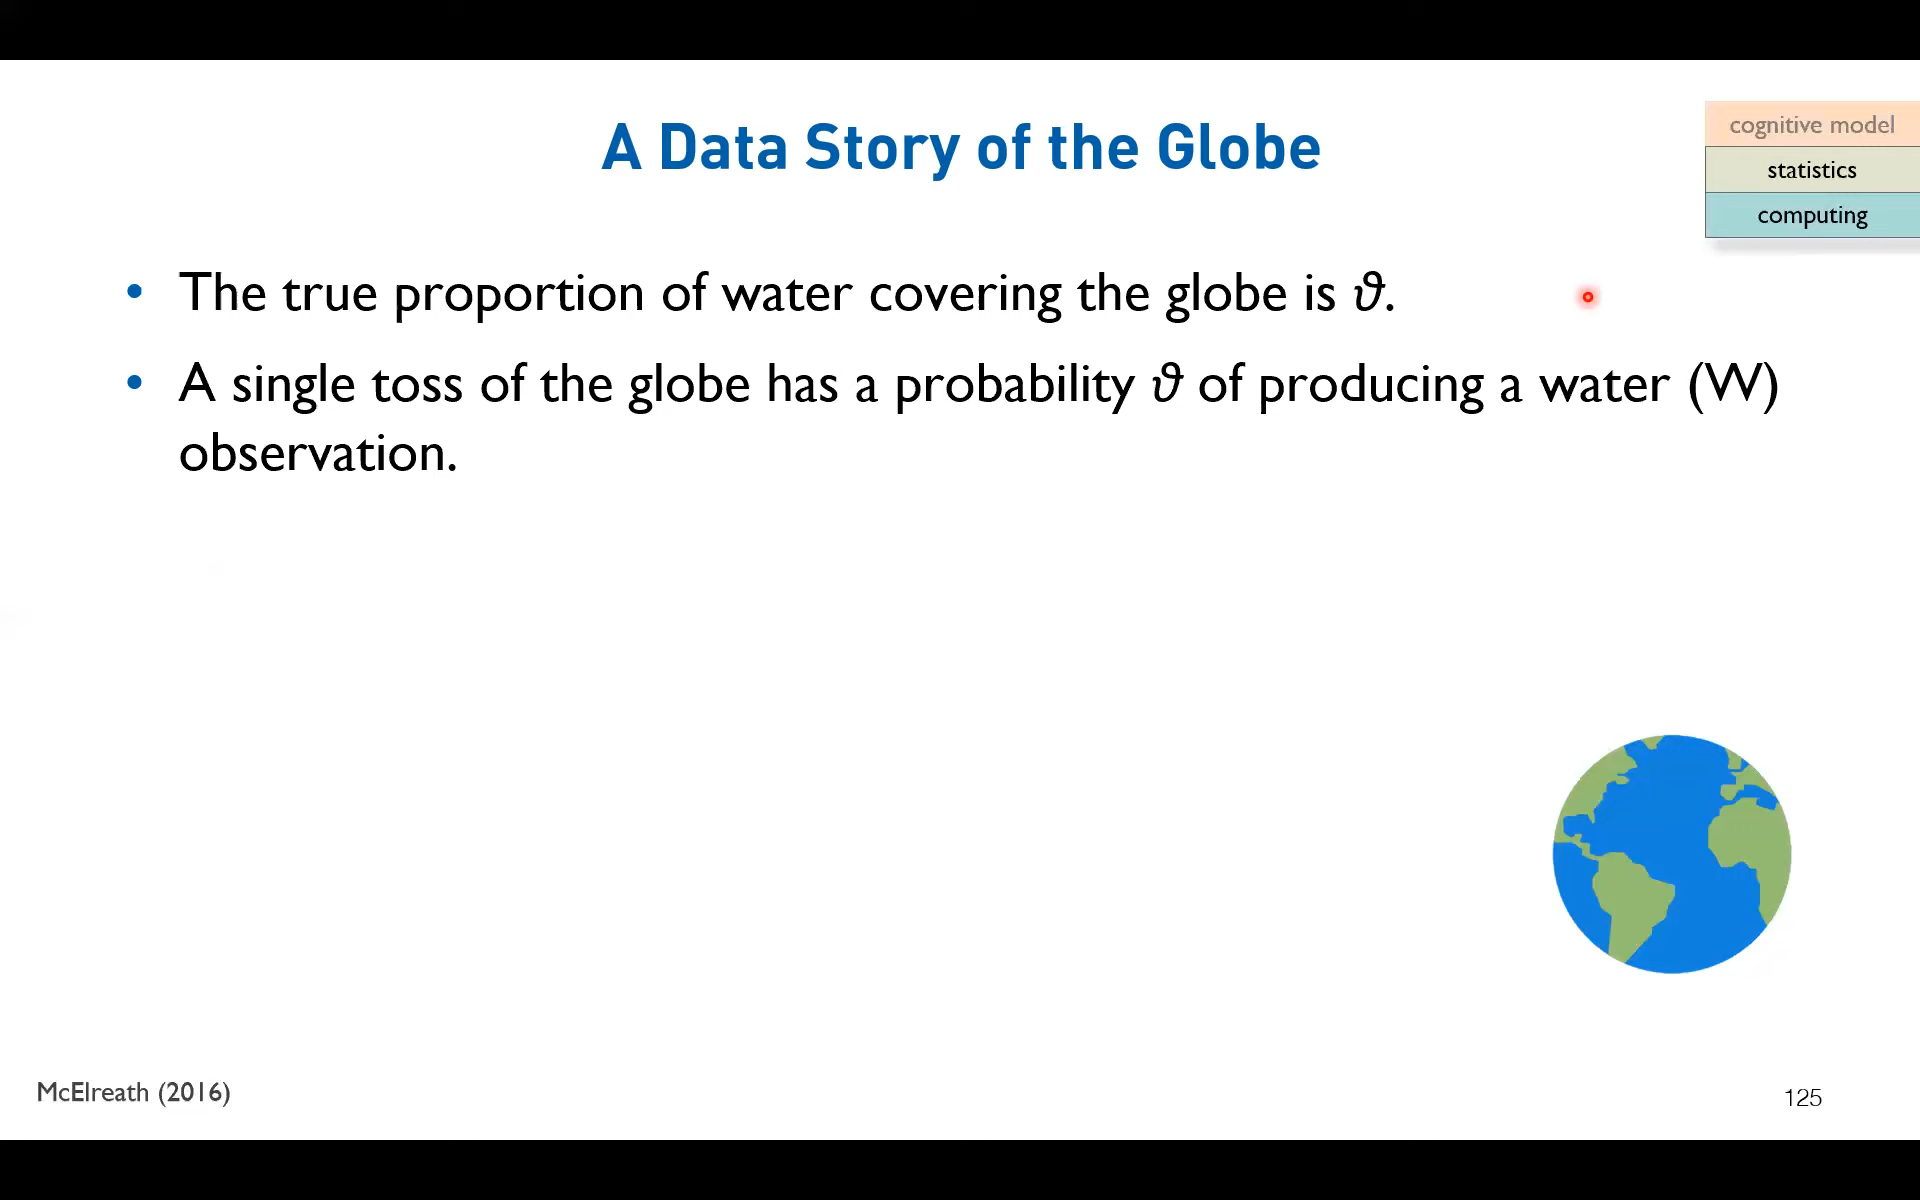 A Data Story of the Globe
cognitive model
statistics
computing
• The true proportion of water covering the globe is ϑ.
• A single toss of the globe has a probability ϑ of producing a water (W)
observation.
McElreath (2016)
125